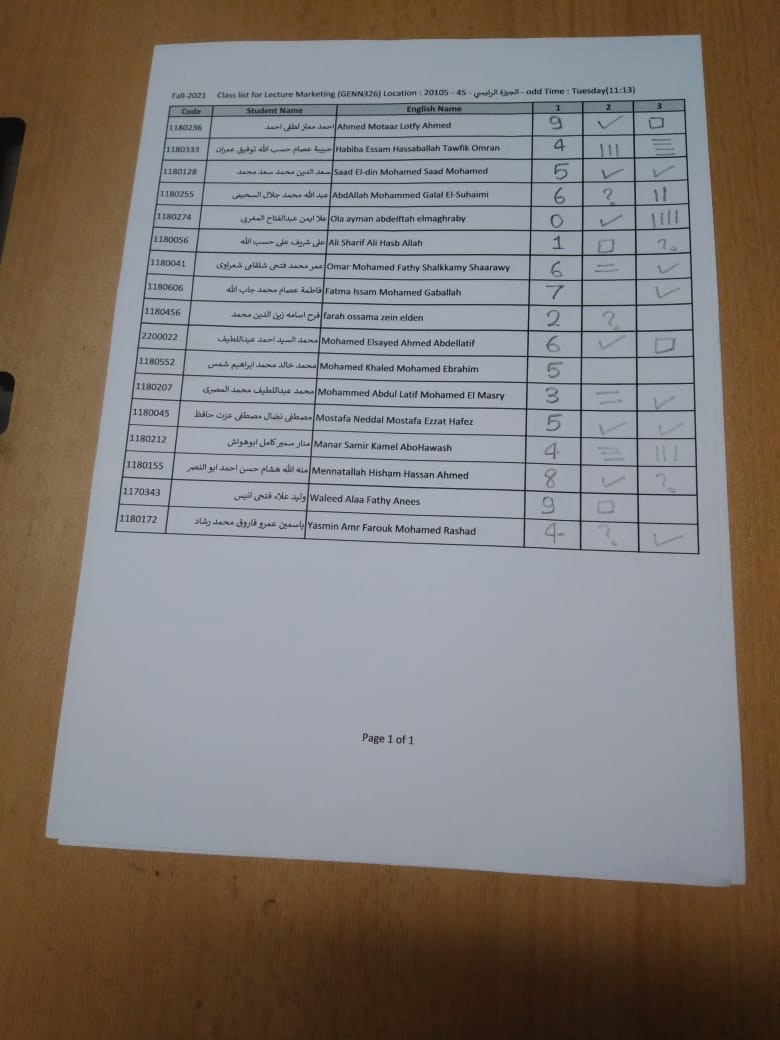 Fall-2021 Class list for Lecture Marketing (GENN326) Location : 20105 - 45 - الجيزة الرئيسي - odd Time : Tuesday(11:13)
Code Student Name English Name 1 2 3
1180236 احمد معتز لطفى احمد Ahmed Motaar Lotfy Ahmed 9 ✓ □
1180333 حبيبة عصام حسب الله توفيق عمران Habiba Essam Hassaballah Tawfik Omran 4 ||| ☰
1180128 سعد الدين محمد سعد محمد Saad El-din Mohamed Saad Mohamed 5 ✓ ✓
1180255 عبد الله محمد جلال السحيمى AbdAllah Mohammed Galal El-Suhaimi 6 ? ||
1180274 علا ايمن عبدالفتاح المغربى Ola ayman abdelftah elmaghraby 0 ✓ ||||
1180056 على شريف على حسب الله Ali Sharif Ali Hasb Allah 1 □ ?
1180041 عمر محمد فتحى شلقامى شعراوى Omar Mohamed Fathy Shalkkamy Shaarawy 6 = ✓
1180606 فاطمة عصام محمد جاب الله Fatma Issam Mohamed Gaballah 7 ✓
1180456 فرح اسامه زين الدين محمد farah ossama zein elden 2 ?
2200022 محمد السيد احمد عبداللطيف Mohamed Elsayed Ahmed Abdellatif 6 ✓ □
1180552 محمد خالد محمد ابراهيم شمس Mohamed Khaled Mohamed Ebrahim 5
1180207 محمد عبداللطيف محمد المصرى Mohammed Abdul Latif Mohamed El Masry 3 = ✓
1180045 مصطفى نضال مصطفى عزت حافظ Mostafa Neddal Mostafa Ezzat Hafez 5 ✓ ✓
1180212 منار سمير كامل ابوهواش Manar Samir Kamel AboHawash 4 ☰ |||
1180155 منه الله هشام حسن احمد ابو النصر Mennatallah Hisham Hassan Ahmed 8 ✓ ?
1170343 وليد علاء فتحى انيس Waleed Alaa Fathy Anees 9 □
1180172 ياسمين عمرو فاروق محمد رشاد Yasmin Amr Farouk Mohamed Rashad 4 ? ✓
Page 1 of 1